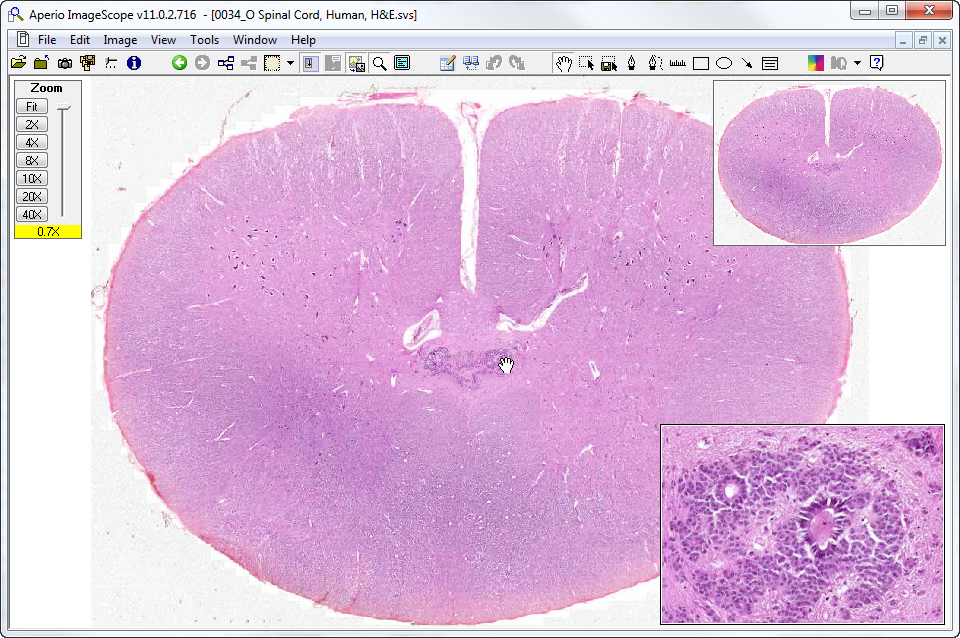 Aperio ImageScope v11.0.2.716 - [0034_O Spinal Cord, Human, H&E.svs]
File Edit Image View Tools Window Help
Zoom
Fit
2X
4X
8X
10X
20X
40X
0.7X